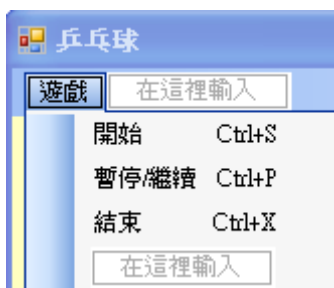 乒乓球
遊戲 在這裡輸入
開始 Ctrl+S
暫停/繼續 Ctrl+P
結束 Ctrl+X
在這裡輸入